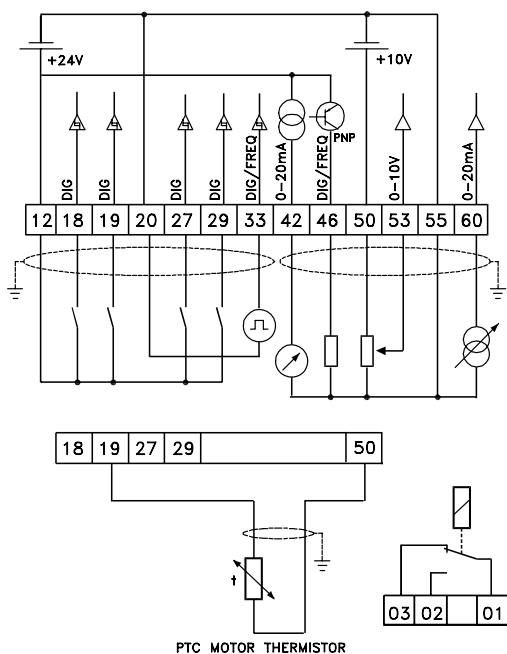 +24V
+10V
PNP
DIG
DIG
DIG
DIG
DIG/FREQ
0-20mA
DIG/FREQ
0-10V
0-20mA
12 18 19 20 27 29 33 42 46 50 53 55 60
18 19 27 29 50
t
03 02 01
PTC MOTOR THERMISTOR